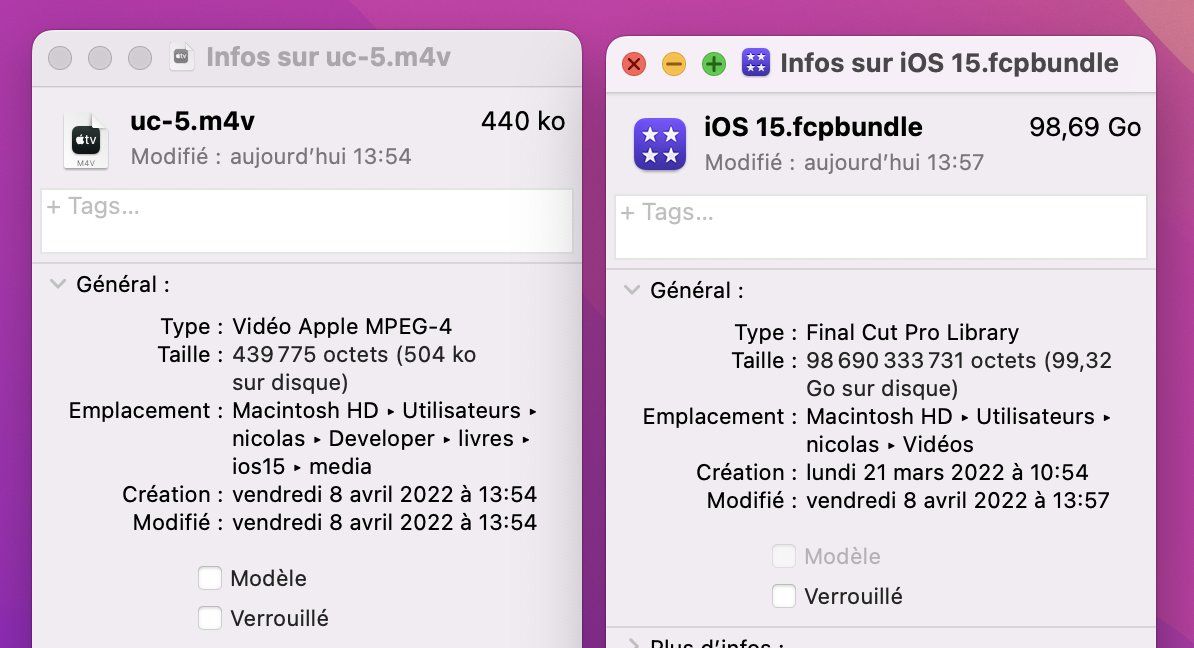 Infos sur uc-5.m4v
uc-5.m4v 440 ko
Modifié : aujourd’hui 13:54
tv
M4V
+ Tags...
Général :
Type : Vidéo Apple MPEG-4
Taille : 439 775 octets (504 ko
sur disque)
Emplacement : Macintosh HD ▸ Utilisateurs ▸
nicolas ▸ Developer ▸ livres ▸
ios15 ▸ media
Création : vendredi 8 avril 2022 à 13:54
Modifié : vendredi 8 avril 2022 à 13:54
Modèle
Verrouillé
Infos sur iOS 15.fcpbundle
iOS 15.fcpbundle 98,69 Go
Modifié : aujourd’hui 13:57
+ Tags...
Général :
Type : Final Cut Pro Library
Taille : 98 690 333 731 octets (99,32
Go sur disque)
Emplacement : Macintosh HD ▸ Utilisateurs ▸
nicolas ▸ Vidéos
Création : lundi 21 mars 2022 à 10:54
Modifié : vendredi 8 avril 2022 à 13:57
Modèle
Verrouillé
Plus d’infos :